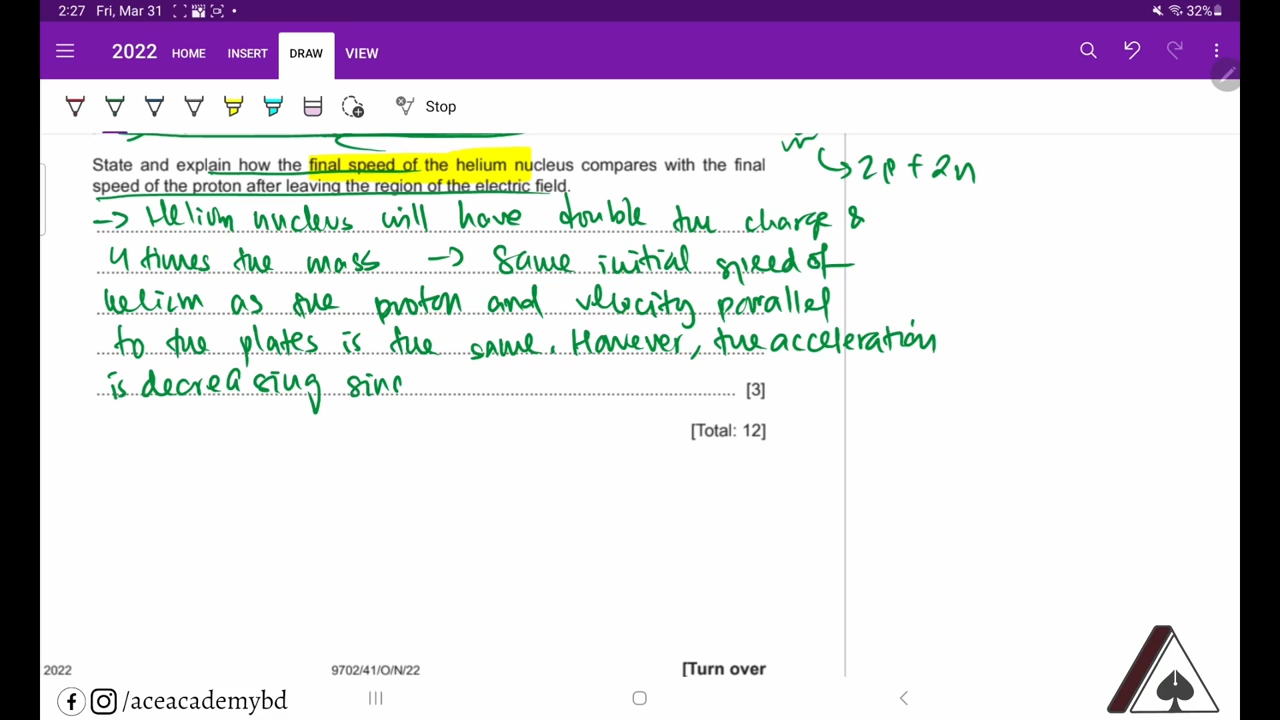 2:27 Fri, Mar 31
32%
2022 HOME INSERT DRAW VIEW
Stop
State and explain how the final speed of the helium nucleus compares with the final
speed of the proton after leaving the region of the electric field.
2p + 2n
→ Helium nucleus will have double the charge &
4 times the mass → Same initial speed of
helium as the proton and velocity parallel
to the plates is the same. However, the acceleration
is decreasing sinc
[3]
[Total: 12]
2022 9702/41/O/N/22 [Turn over
/aceacademybd